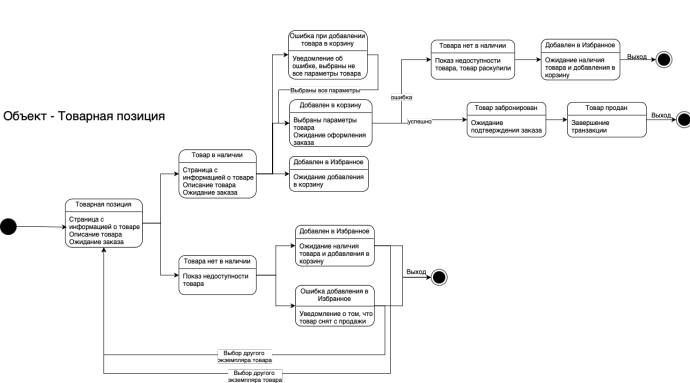 Объект - Товарная позиция
Товарная позиция
Страница с
информацией о товаре
Описание товара
Ожидание заказа
Товар в наличии
Страница с
информацией о товаре
Описание товара
Ожидание заказа
Товара нет в наличии
Показ недоступности
товара
Ошибка при добавлении
товара в корзину
Уведомление об
ошибке, выбраны не
все параметры товара
Выбраны все параметры
Добавлен в корзину
Выбраны параметры
товара
Ожидание оформления
заказа
Добавлен в Избранное
Ожидание добавления
в корзину
Добавлен в Избранное
Ожидание наличия
товара и добавления в
корзину
Ошибка добавления в
Избранное
Уведомление о том, что
товар снят с продажи
Выход
ошибка
успешно
Товара нет в наличии
Показ недоступности
товара, товар раскупили
Добавлен в Избранное
Ожидание наличия
товара и добавления в
корзину
Выход
Товар забронирован
Ожидание
подтверждения заказа
Товар продан
Завершение
транзакции
Выход
Выбор другого
экземпляра товара
Выбор другого
экземпляра товара